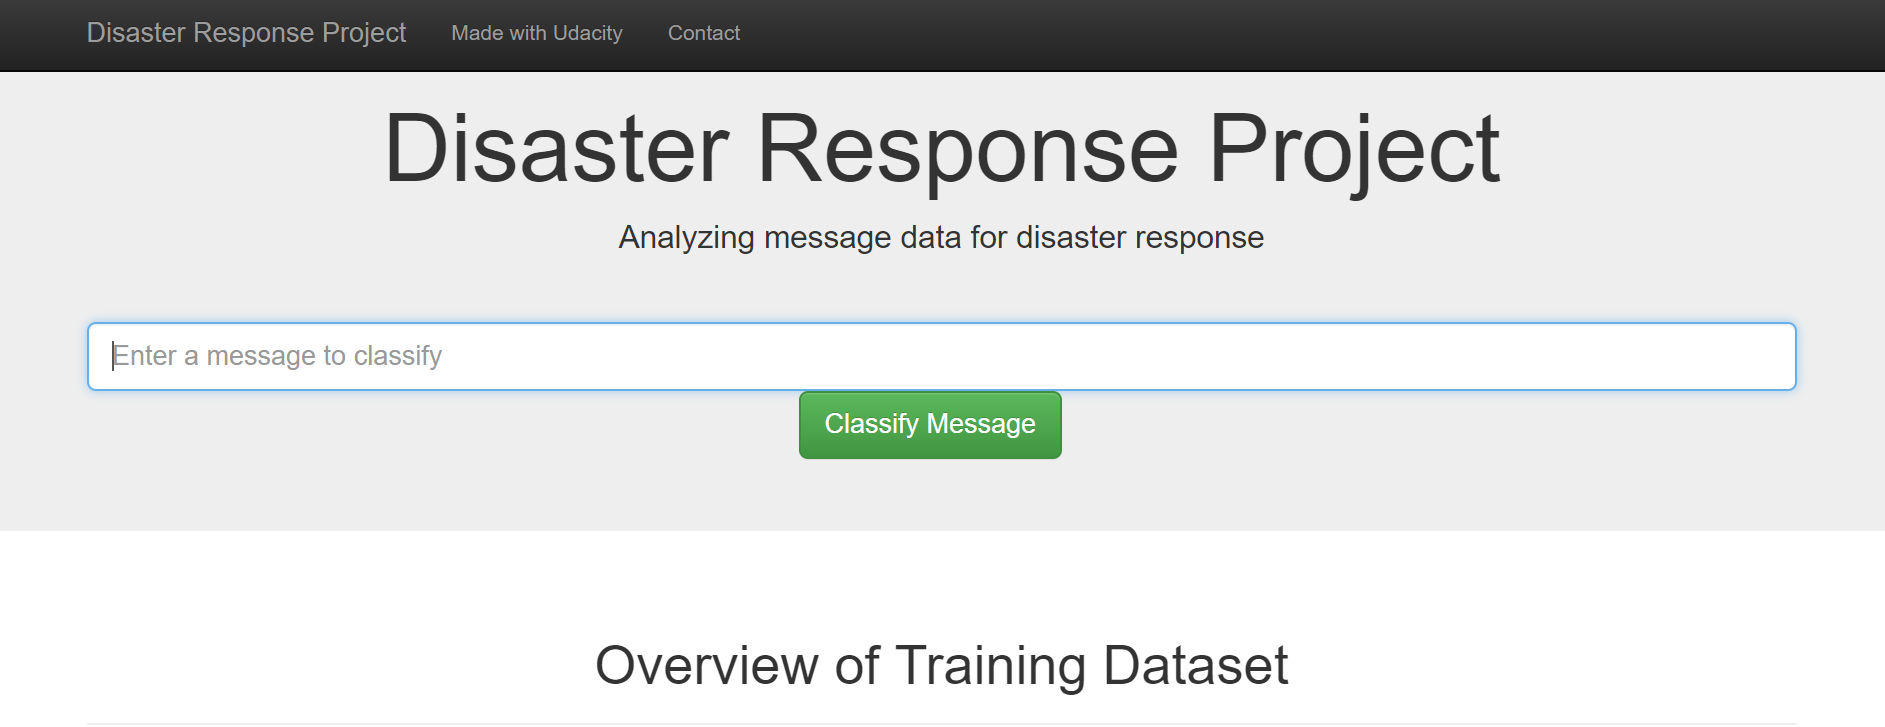 Disaster Response Project Made with Udacity Contact
Disaster Response Project
Analyzing message data for disaster response
Enter a message to classify
Classify Message
Overview of Training Dataset